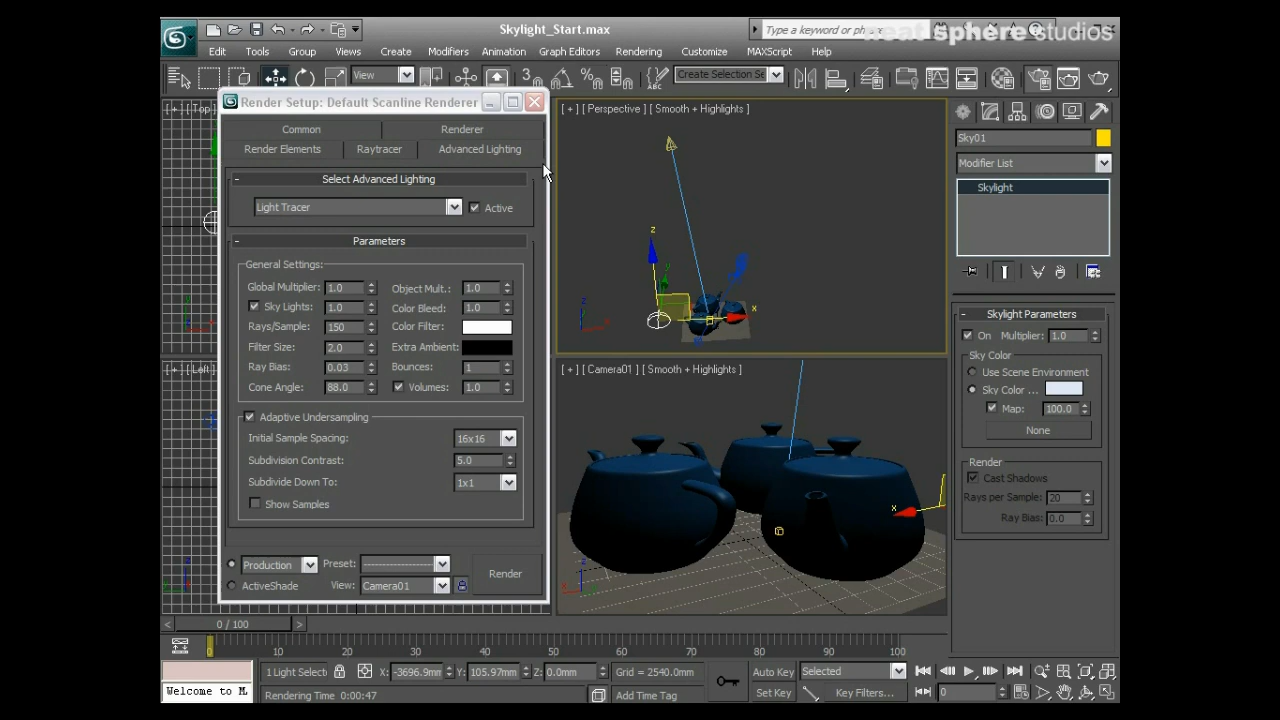 Skylight_Start.max
Type a keyword or phrase
neat sphere studios
Edit Tools Group Views Create Modifiers Animation Graph Editors Rendering Customize MAXScript Help
View
Create Selection Se
[ + ] [ Top ]
Render Setup: Default Scanline Renderer
Common Renderer
Render Elements Raytracer Advanced Lighting
Select Advanced Lighting
Light Tracer Active
Parameters
General Settings:
Global Multiplier: 1.0 Object Mult.: 1.0
Sky Lights: 1.0 Color Bleed: 1.0
Rays/Sample: 150 Color Filter:
Filter Size: 2.0 Extra Ambient:
Ray Bias: 0.03 Bounces: 1
Cone Angle: 88.0 Volumes: 1.0
Adaptive Undersampling
Initial Sample Spacing: 16x16
Subdivision Contrast: 5.0
Subdivide Down To: 1x1
Show Samples
Production Preset: -------------------
ActiveShade View: Camera01
Render
[ + ] [ Left ]
[ + ] [ Perspective ] [ Smooth + Highlights ]
z
x
y
[ + ] [ Camera01 ] [ Smooth + Highlights ]
x
Sky01
Modifier List
Skylight
Skylight Parameters
On Multiplier: 1.0
Sky Color
Use Scene Environment
Sky Color ...
Map: 100.0
None
Render
Cast Shadows
Rays per Sample: 20
Ray Bias: 0.0
< 0 / 100 >
0 10 20 30 40 50 60 70 80 90 100
1 Light Select X: -3696.9mm Y: 105.97mm Z: 0.0mm Grid = 2540.0mm Auto Key Selected
Welcome to M Rendering Time 0:00:47 Add Time Tag Set Key Key Filters... 0